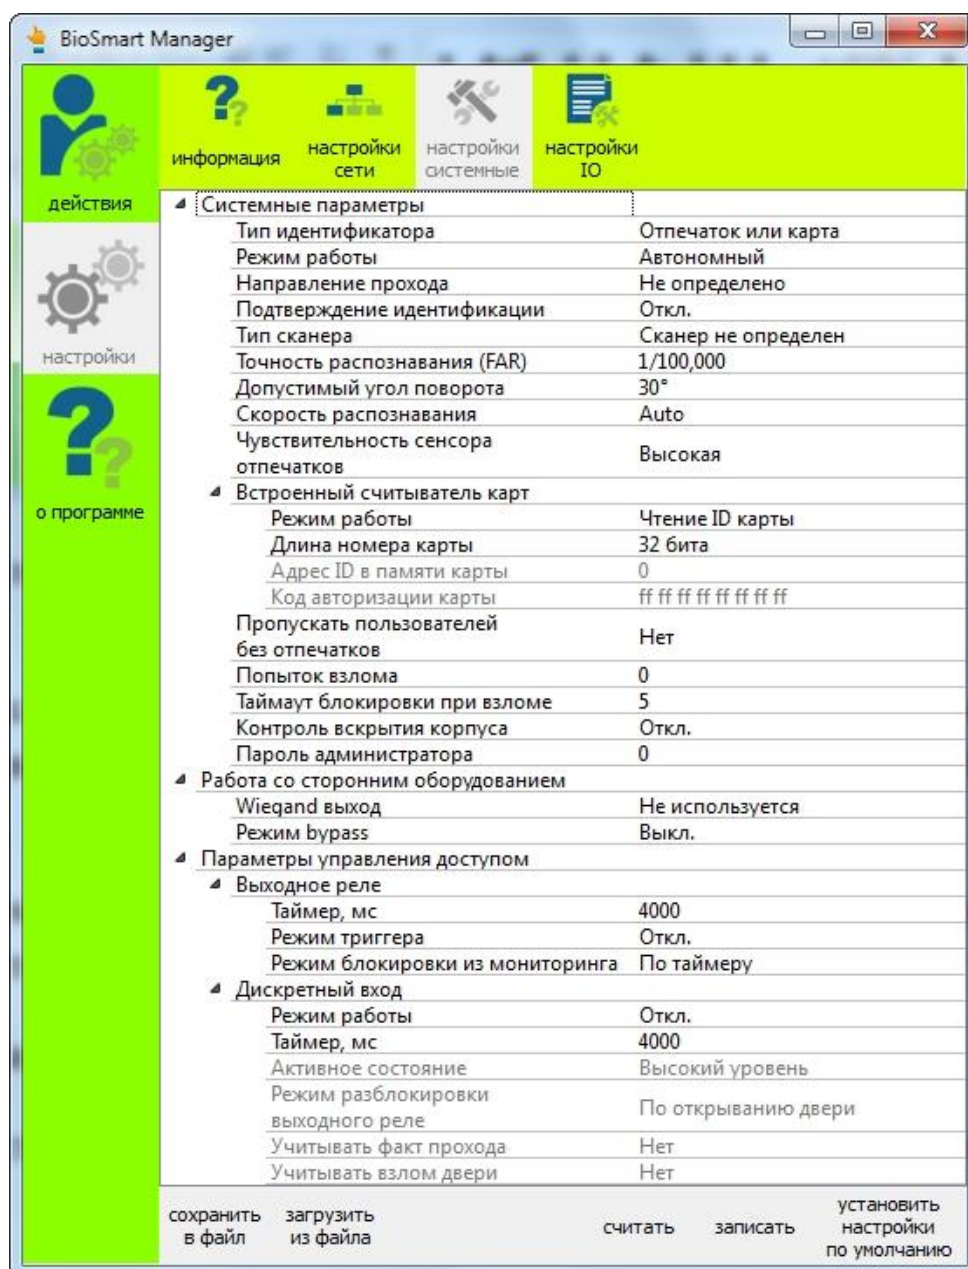 BioSmart Manager
действия
настройки
о программе
информация
настройки
сети
настройки
системные
настройки
IO
Системные параметры
Тип идентификатора Отпечаток или карта
Режим работы Автономный
Направление прохода Не определено
Подтверждение идентификации Откл.
Тип сканера Сканер не определен
Точность распознавания (FAR) 1/100,000
Допустимый угол поворота 30°
Скорость распознавания Auto
Чувствительность сенсора
отпечатков Высокая
Встроенный считыватель карт
Режим работы Чтение ID карты
Длина номера карты 32 бита
Адрес ID в памяти карты 0
Код авторизации карты ff ff ff ff ff ff ff ff
Пропускать пользователей
без отпечатков Нет
Попыток взлома 0
Таймаут блокировки при взломе 5
Контроль вскрытия корпуса Откл.
Пароль администратора 0
Работа со сторонним оборудованием
Wiegand выход Не используется
Режим bypass Выкл.
Параметры управления доступом
Выходное реле
Таймер, мс 4000
Режим триггера Откл.
Режим блокировки из мониторинга По таймеру
Дискретный вход
Режим работы Откл.
Таймер, мс 4000
Активное состояние Высокий уровень
Режим разблокировки
выходного реле По открыванию двери
Учитывать факт прохода Нет
Учитывать взлом двери Нет
сохранить
в файл
загрузить
из файла
считать
записать
установить
настройки
по умолчанию